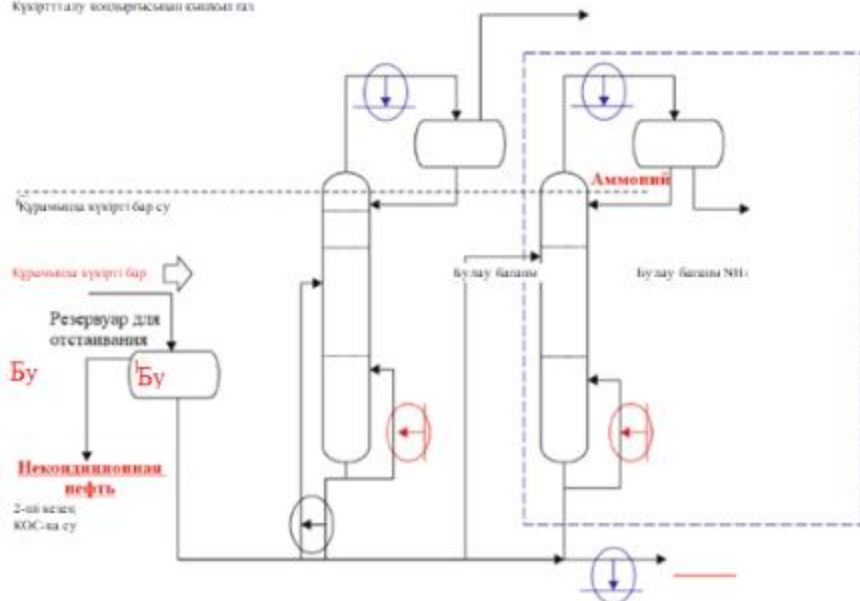 Күкіртті алу қондырғысынан қышқыл газ
Аммоний
Құрамында күкірті бар су
Құрамында күкірті бар
Булау бағаны
Булау бағаны NH₃
Резервуар для
отстаивания
Бу
Бу
Некондиционная
нефть
2-ші кезең
КОС-на су